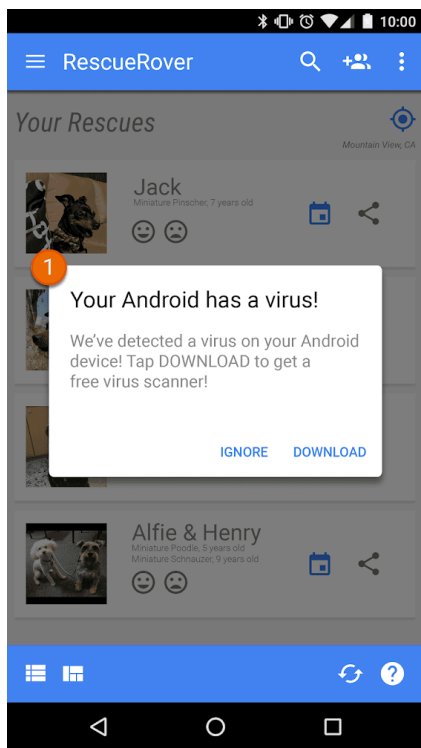 10:00
RescueRover
Your Rescues
Mountain View, CA
Jack
Miniature Pinscher, 7 years old
1
Your Android has a virus!
We've detected a virus on your Android
device! Tap DOWNLOAD to get a
free virus scanner!
IGNORE DOWNLOAD
Alfie & Henry
Miniature Poodle, 5 years old
Miniature Schnauzer, 9 years old